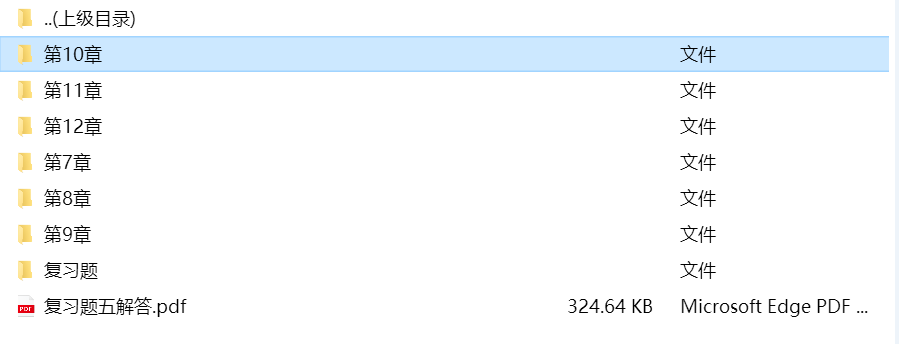 ..(上级目录)
第10章 文件
第11章 文件
第12章 文件
第7章 文件
第8章 文件
第9章 文件
复习题 文件
PDF 复习题五解答.pdf 324.64 KB Microsoft Edge PDF ...